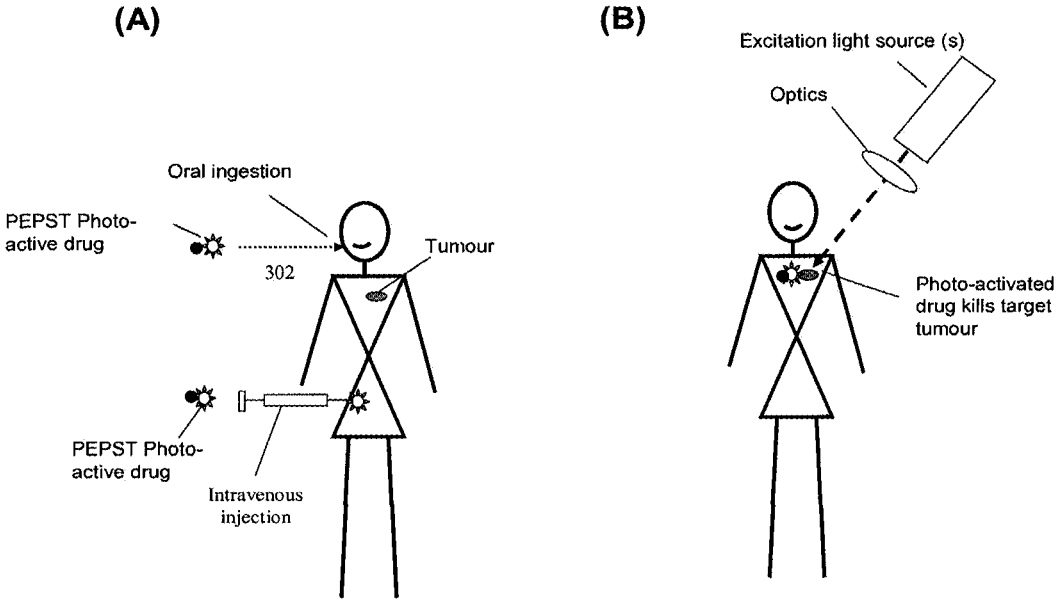 (A)
Oral ingestion
PEPST Photo-
active drug
302
Tumour
PEPST Photo-
active drug
Intravenous
injection
(B)
Excitation light source (s)
Optics
Photo-activated
drug kills target
tumour